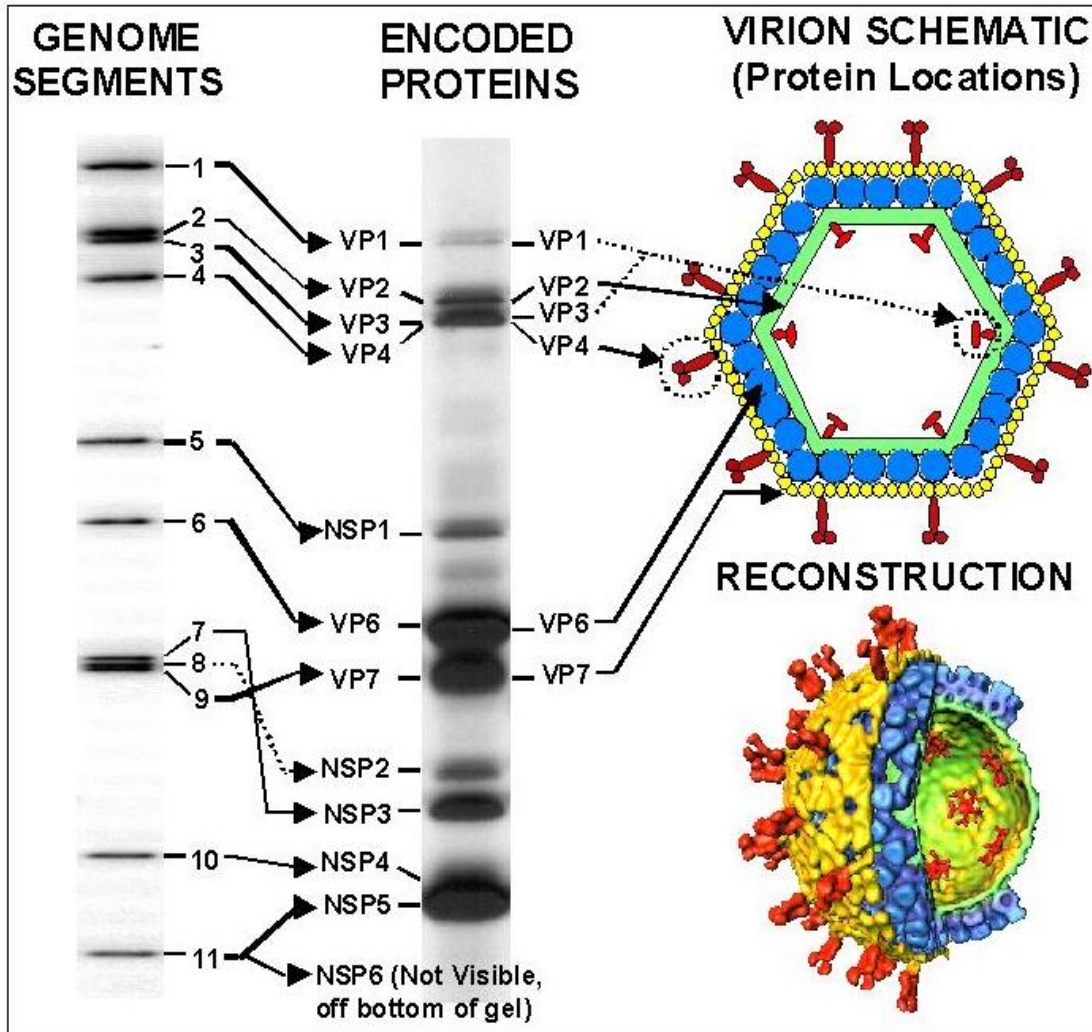 GENOME
SEGMENTS
ENCODED
PROTEINS
VIRION SCHEMATIC
(Protein Locations)
1
2
3
4
5
6
7
8
9
10
11
VP1
VP2
VP3
VP4
NSP1
VP6
VP7
NSP2
NSP3
NSP4
NSP5
NSP6 (Not Visible,
off bottom of gel)
VP1
VP2
VP3
VP4
VP6
VP7
RECONSTRUCTION